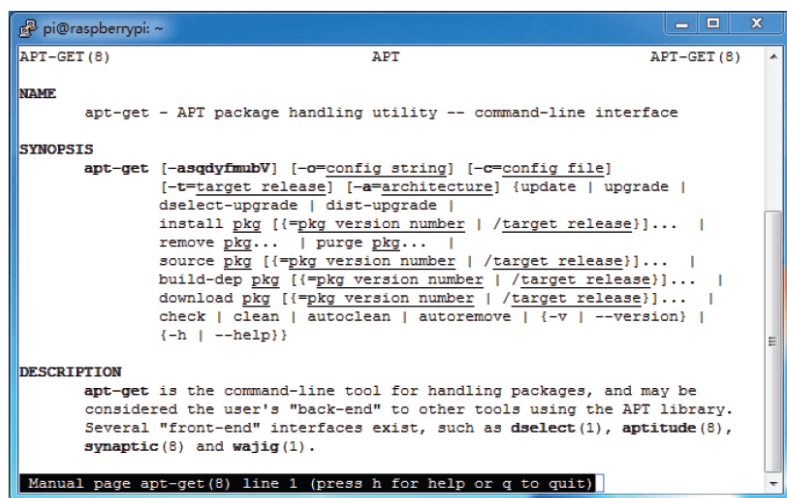 pi@raspberrypi: ~
APT-GET(8) APT APT-GET(8)
NAME
apt-get - APT package handling utility -- command-line interface
SYNOPSIS
apt-get [-asqdyfmubV] [-o=config string] [-c=config file]
[-t=target release] [-a=architecture] {update | upgrade |
dselect-upgrade | dist-upgrade |
install pkg [{=pkg version number | /target release}]... |
remove pkg... | purge pkg... |
source pkg [{=pkg version number | /target release}]... |
build-dep pkg [{=pkg version number | /target release}]... |
download pkg [{=pkg version number | /target release}]... |
check | clean | autoclean | autoremove | {-v | --version} |
{-h | --help}}
DESCRIPTION
apt-get is the command-line tool for handling packages, and may be
considered the user's "back-end" to other tools using the APT library.
Several "front-end" interfaces exist, such as dselect(1), aptitude(8),
synaptic(8) and wajig(1).
Manual page apt-get(8) line 1 (press h for help or q to quit)